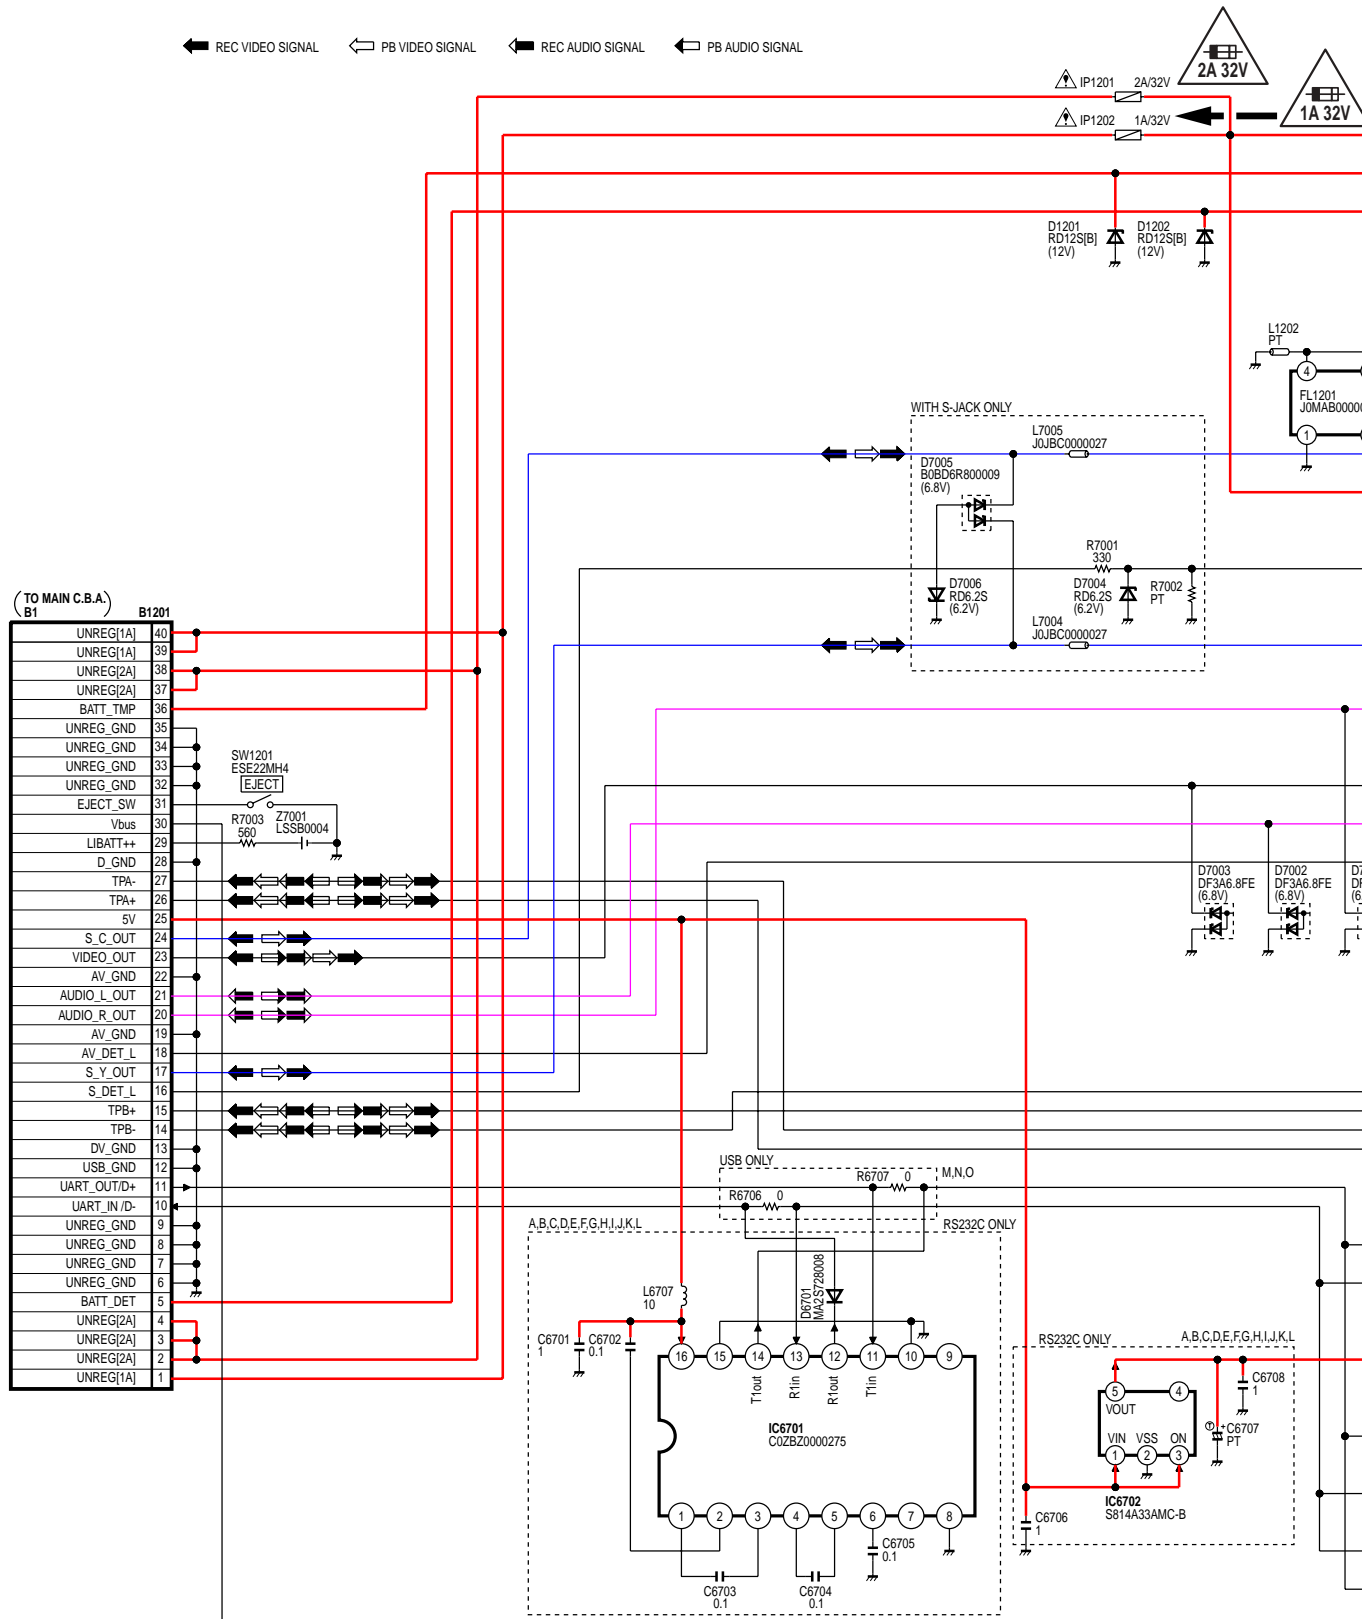 REC VIDEO SIGNAL PB VIDEO SIGNAL REC AUDIO SIGNAL PB AUDIO SIGNAL
2A 32V
1A 32V
IP1201 2A/32V
IP1202 1A/32V
D1201
RD12S[B]
(12V)
D1202
RD12S[B]
(12V)
L1202
PT
4
FL1201
1
WITH S-JACK ONLY
L7005
J0JBC0000027
D7005
B0BD6R800009
(6.8V)
R7001
330
D7006
RD6.2S
(6.2V)
D7004
RD6.2S
(6.2V)
R7002
PT
L7004
J0JBC0000027
(TO MAIN C.B.A.)
B1
B1201
UNREG[1A] 40
UNREG[1A] 39
UNREG[2A] 38
UNREG[2A] 37
BATT_TMP 36
UNREG_GND 35
UNREG_GND 34
UNREG_GND 33
UNREG_GND 32
EJECT_SW 31
Vbus 30
LIBATT++ 29
D_GND 28
TPA- 27
TPA+ 26
5V 25
S_C_OUT 24
VIDEO_OUT 23
AV_GND 22
AUDIO_L_OUT 21
AUDIO_R_OUT 20
AV_GND 19
AV_DET_L 18
S_Y_OUT 17
S_DET_L 16
TPB+ 15
TPB- 14
DV_GND 13
USB_GND 12
UART_OUT/D+ 11
UART_IN /D- 10
UNREG_GND 9
UNREG_GND 8
UNREG_GND 7
UNREG_GND 6
BATT_DET 5
UNREG[2A] 4
UNREG[2A] 3
UNREG[2A] 2
UNREG[1A] 1
SW1201
ESE22MH4
EJECT
R7003
560
Z7001
LSSB0004
D7003
DF3A6.8FE
(6.8V)
D7002
DF3A6.8FE
(6.8V)
USB ONLY
R6707 0
M,N,O
R6706 0
A,B,C,D,E,F,G,H,I,J,K,L
RS232C ONLY
D6701
MA2S728008
L6707
10
C6701
1
C6702
0.1
16 15 14 13 12 11 10 9
T1out R1in R1out T1in
IC6701
C0ZBZ0000275
1 2 3 4 5 6 7 8
C6705
0.1
C6703
0.1
C6704
0.1
RS232C ONLY
A,B,C,D,E,F,G,H,I,J,K,L
5 4
VOUT
VIN VSS ON
1 2 3
IC6702
S814A33AMC-B
C6708
1
T
+
C6707
PT
C6706
1